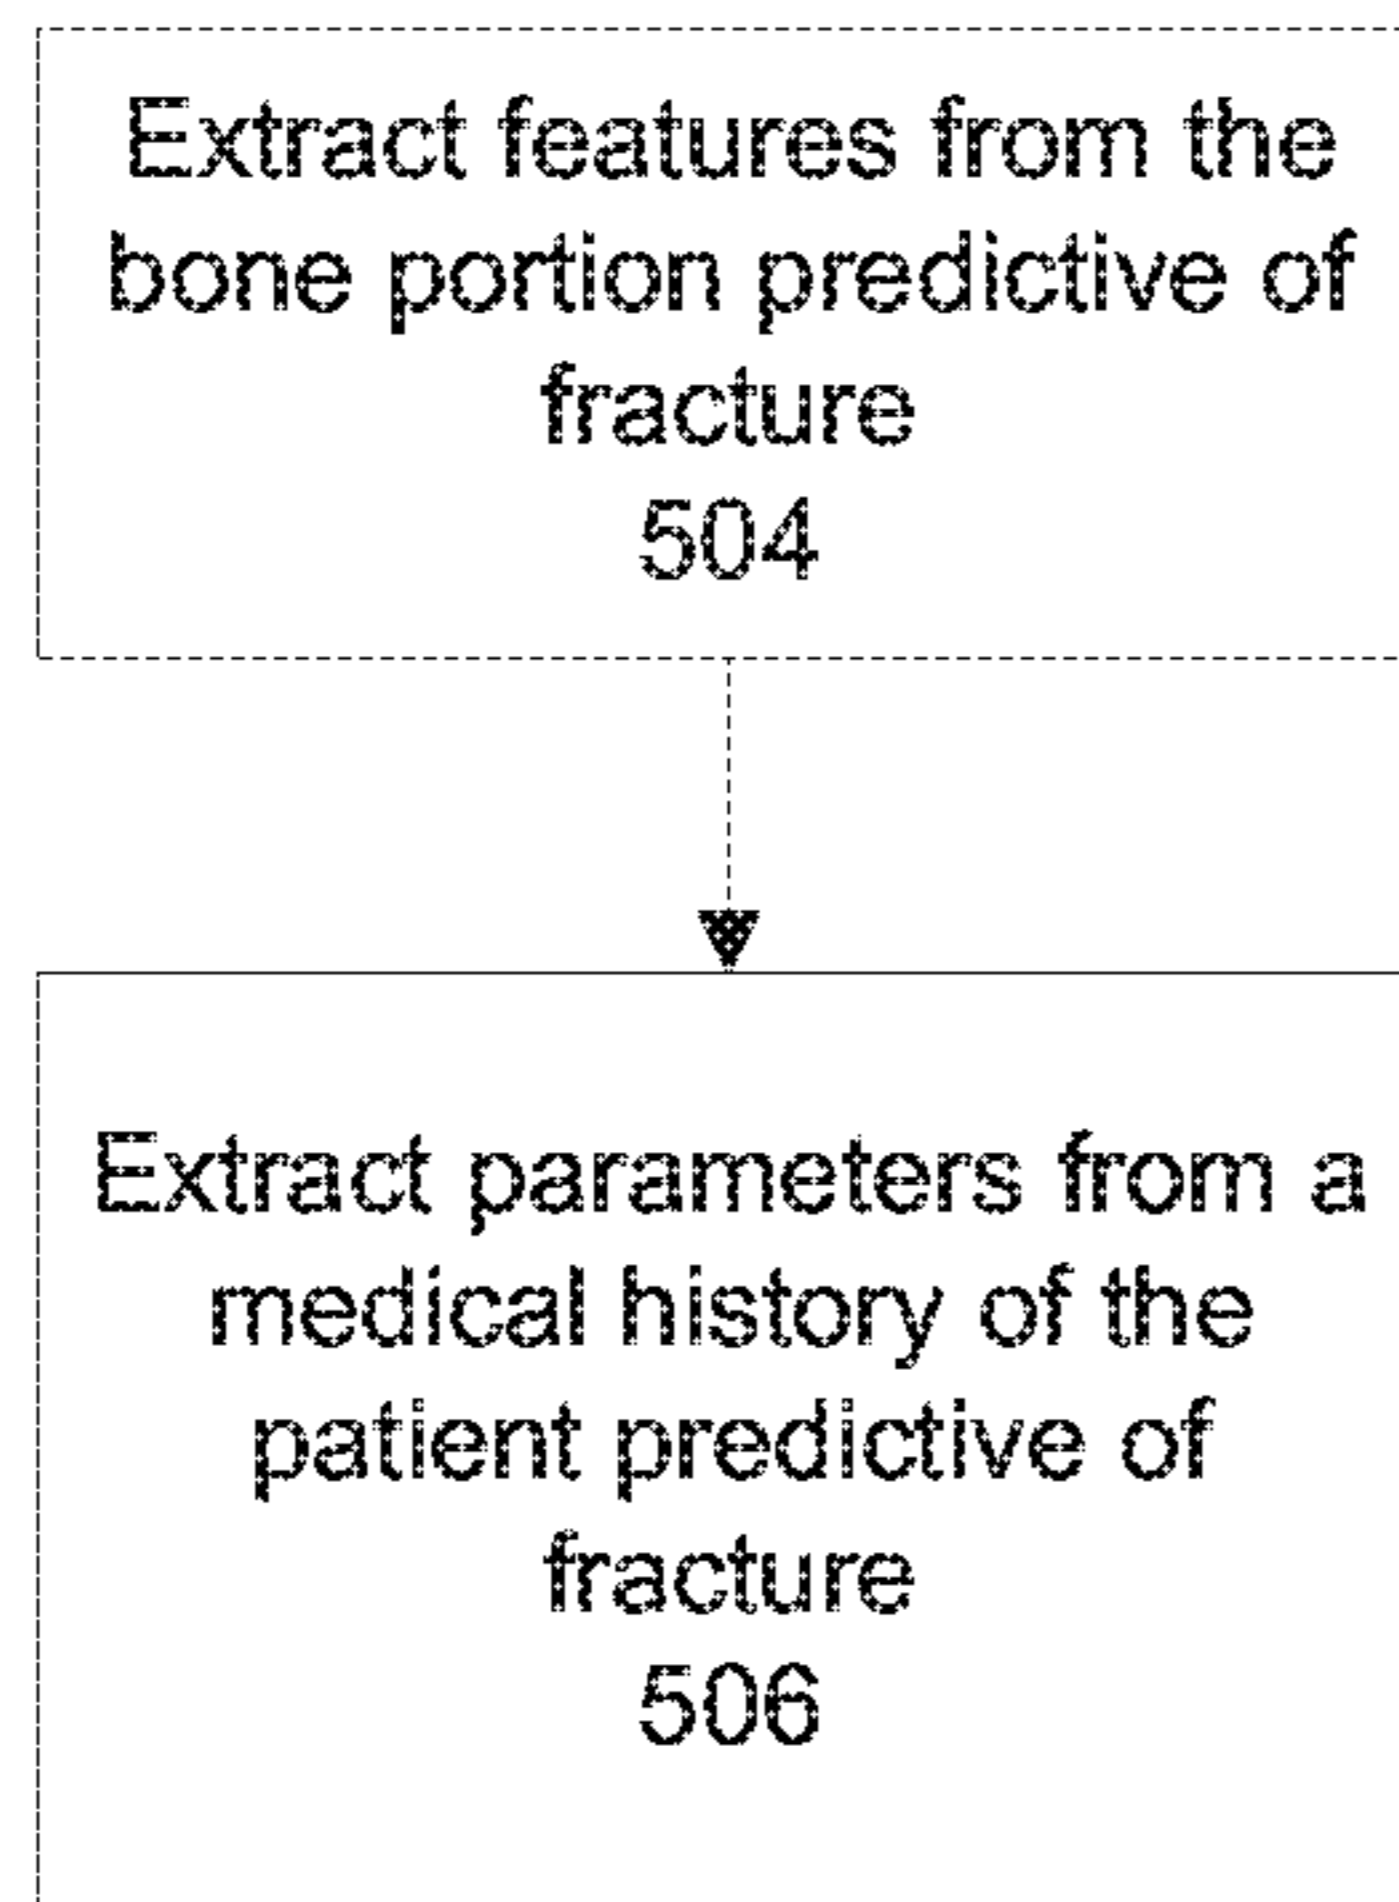 Extract features from the
bone portion predictive of
fracture
504
Extract parameters from a
medical history of the
patient predictive of
fracture
506